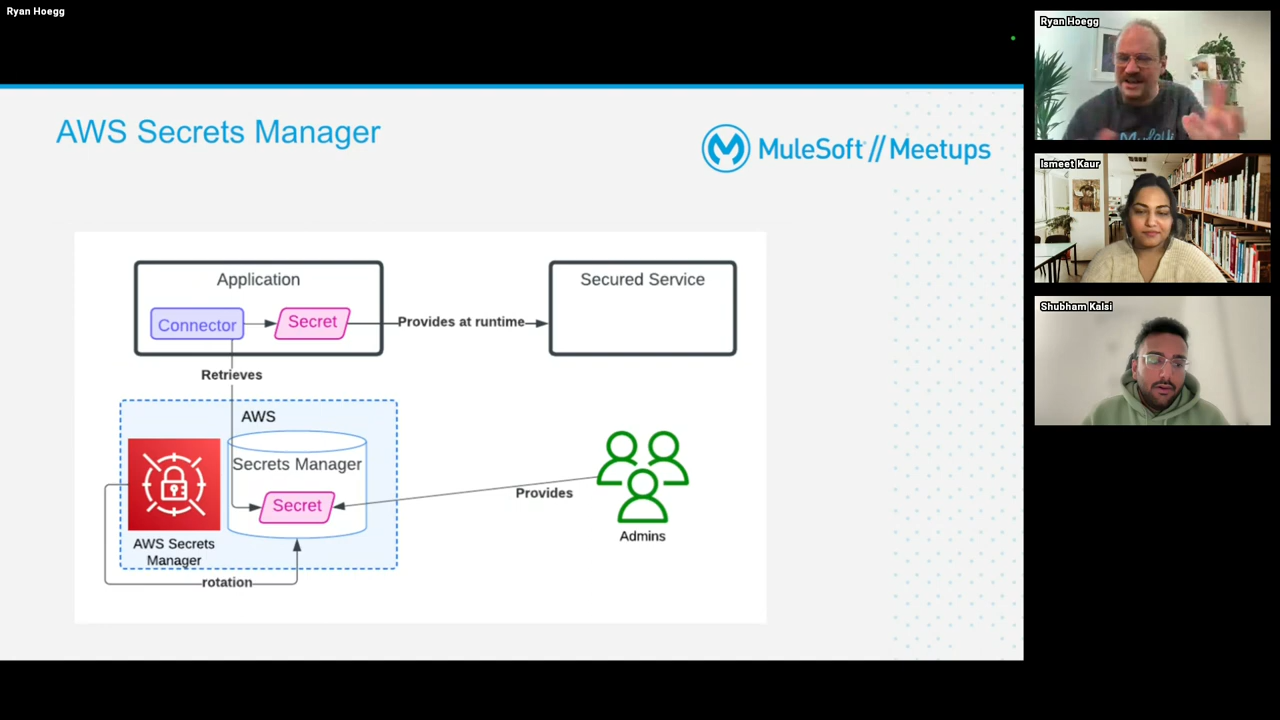 Ryan Hoegg
AWS Secrets Manager
MuleSoft // Meetups
Application
Connector
Secret
Provides at runtime
Secured Service
Retrieves
AWS
Secrets Manager
Secret
AWS Secrets
Manager
rotation
Provides
Admins
Ryan Hoegg
Ismeet Kaur
Shubham Kalsi